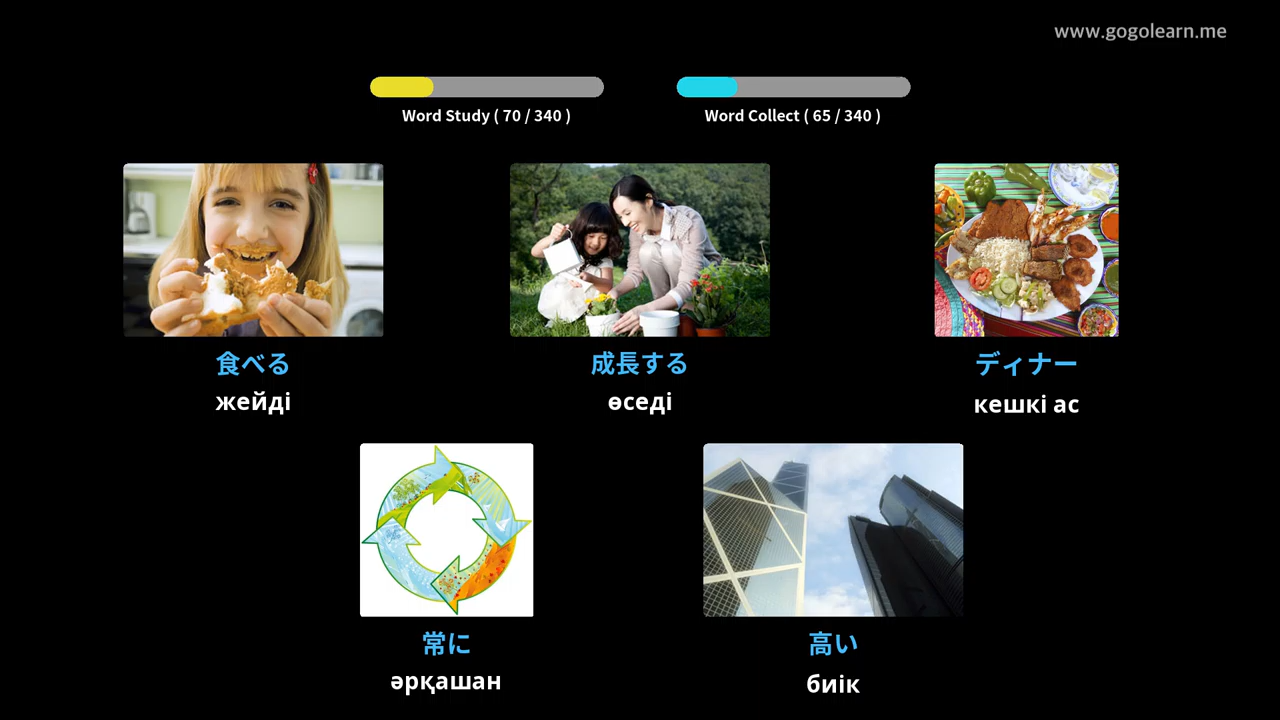 www.gogolearn.me
Word Study ( 70 / 340 )
Word Collect ( 65 / 340 )
食べる
жейді
成長する
өседі
ディナー
кешкі ас
常に
әрқашан
高い
биік